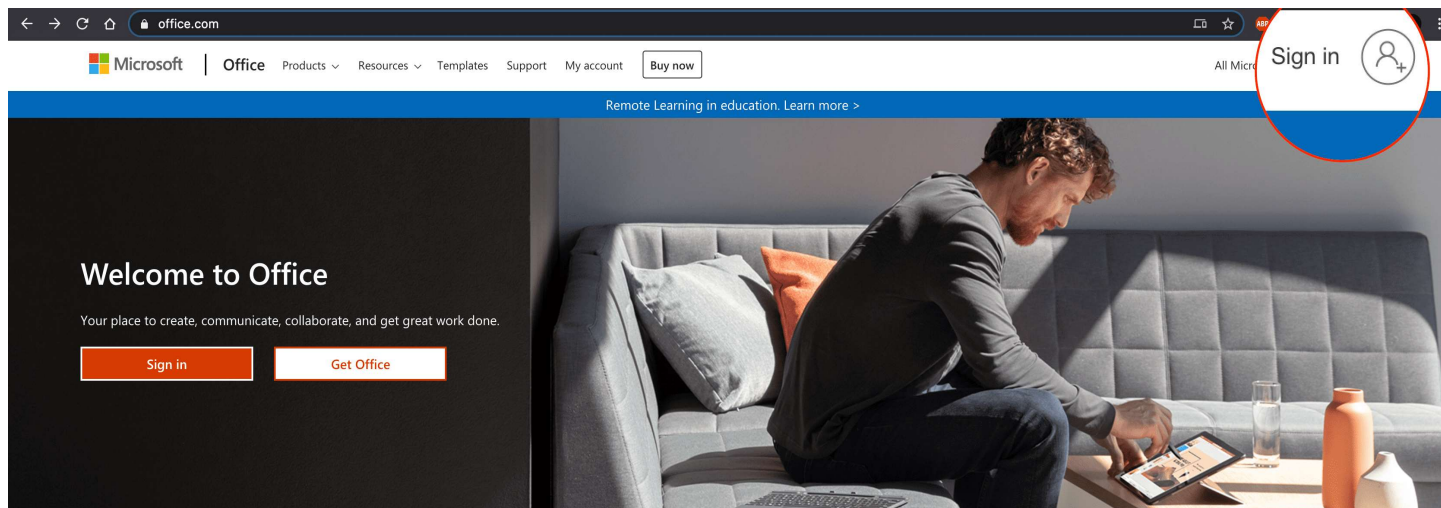 office.com
ABP
Microsoft Office Products Resources Templates Support My account Buy now All Micro
Sign in
Remote Learning in education. Learn more >
Welcome to Office
Your place to create, communicate, collaborate, and get great work done.
Sign in Get Office